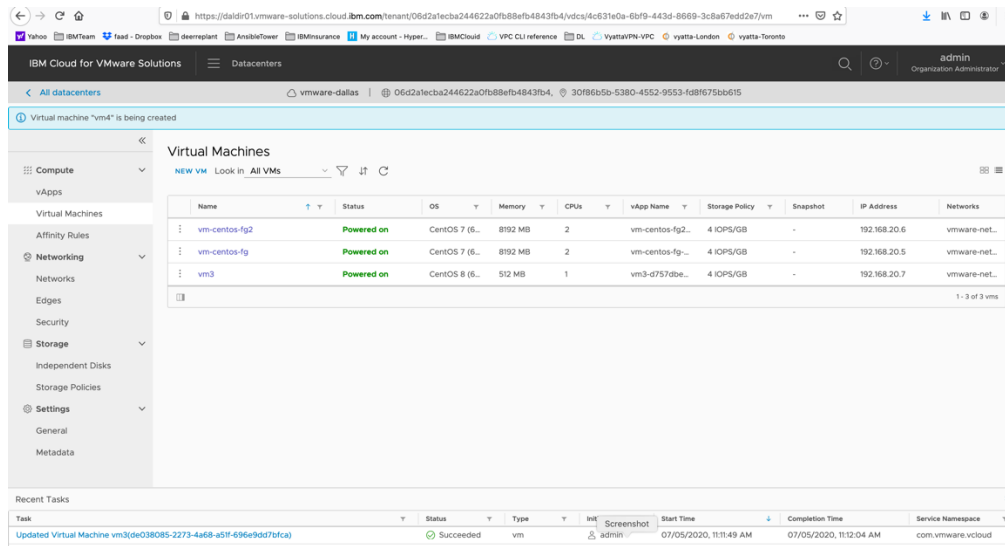 https://daldir01.vmware-solutions.cloud.ibm.com/tenant/06d2a1ecba244622a0fb88efb4843fb4/vdcs/4c631e0a-6bf9-443d-8669-3c8a67edd2e7/vm
Yahoo IBMTeam faad - Dropbox deerreplant AnsibleTower IBMInsurance My account - Hyper... IBMClouid VPC CLI reference DL VyattaVPN-VPC vyatta-London vyatta-Toronto
IBM Cloud for VMware Solutions Datacenters admin
Organization Administrator
All datacenters vmware-dallas | 06d2a1ecba244622a0fb88efb4843fb4, 30f86b5b-5380-4552-9553-fd8f675bb615
Virtual machine "vm4" is being created
Virtual Machines
NEW VM Look in All VMs
Compute
vApps
Virtual Machines
Affinity Rules
Networking
Networks
Edges
Security
Storage
Independent Disks
Storage Policies
Settings
General
Metadata
Name Status OS Memory CPUs vApp Name Storage Policy Snapshot IP Address Networks
vm-centos-fg2 Powered on CentOS 7 (6... 8192 MB 2 vm-centos-fg2... 4 IOPS/GB - 192.168.20.6 vmware-net...
vm-centos-fg Powered on CentOS 7 (6... 8192 MB 2 vm-centos-fg-... 4 IOPS/GB - 192.168.20.5 vmware-net...
vm3 Powered on CentOS 8 (6... 512 MB 1 vm3-d757dbe... 4 IOPS/GB - 192.168.20.7 vmware-net...
1 - 3 of 3 vms
Recent Tasks
Task Status Type Screenshot Start Time Completion Time Service Namespace
Updated Virtual Machine vm3(de038085-2273-4a68-a51f-696e9dd7bfca) Succeeded vm admin 07/05/2020, 11:11:49 AM 07/05/2020, 11:12:04 AM com.vmware.vcloud